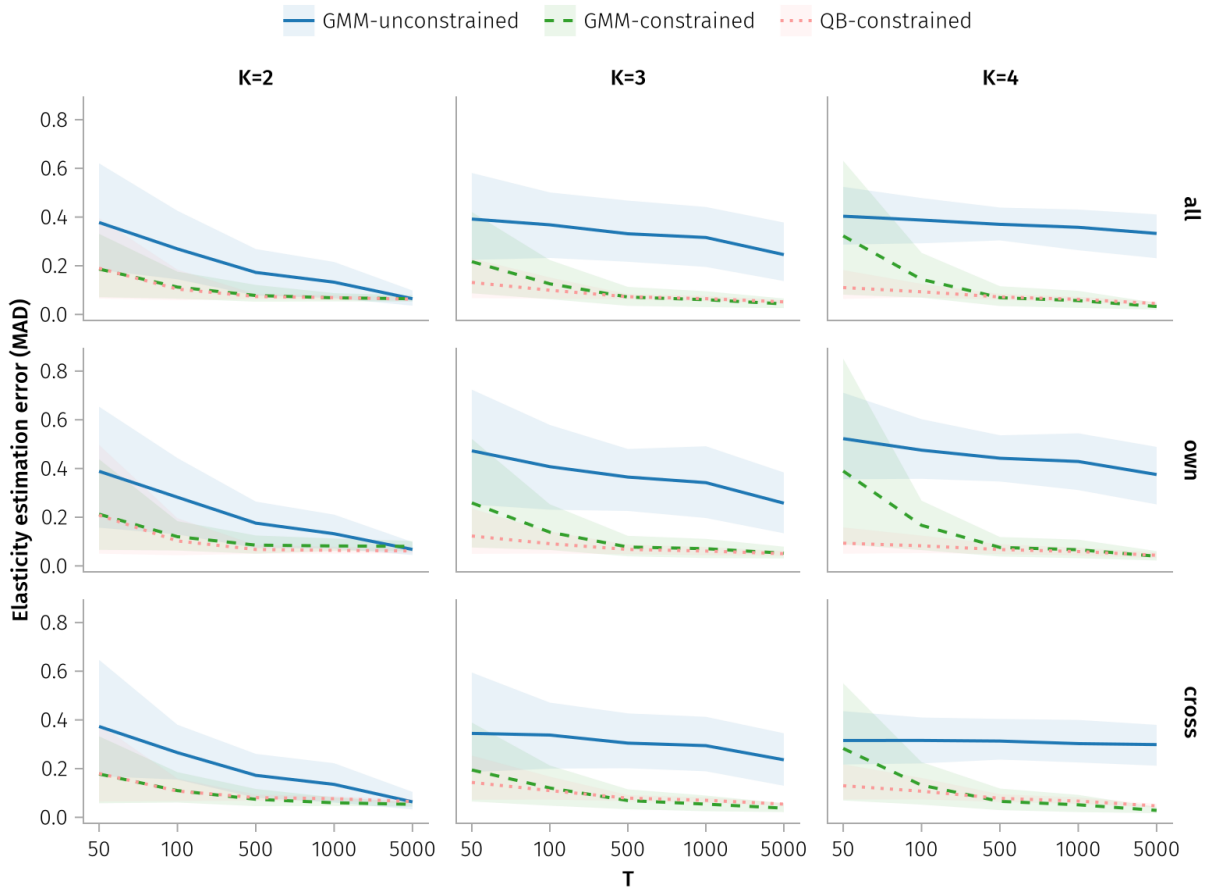 GMM-unconstrained GMM-constrained QB-constrained
K=2 K=3 K=4
Elasticity estimation error (MAD)
0.8
0.6
0.4
0.2
0.0
all
0.8
0.6
0.4
0.2
0.0
own
0.8
0.6
0.4
0.2
0.0
cross
50 100 500 1000 5000 50 100 500 1000 5000 50 100 500 1000 5000
T